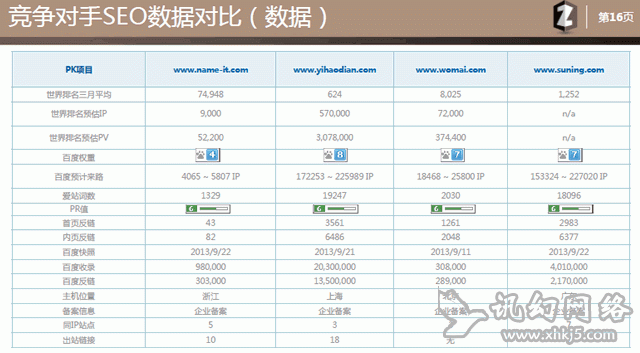 竞争对手SEO数据对比（数据） 第16页
PK项目 www.name-it.com www.yihaodian.com www.womai.com www.suning.com
世界排名三月平均 74,948 624 8,025 1,252
世界排名预估IP 9,000 570,000 72,000 n/a
世界排名预估PV 52,200 3,078,000 374,400 n/a
百度权重 4 8 7 7
百度预计来路 4065 ~ 5807 IP 172253 ~ 225989 IP 18468 ~ 25800 IP 153324 ~ 227020 IP
爱站词数 1329 19247 2030 18096
PR值 6 6 6 6
首页反链 43 3561 1261 2983
内页反链 82 6486 2048 6377
百度快照 2013/9/22 2013/9/21 2013/9/11 2013/9/22
百度收录 980,000 20,300,000 308,000 4,010,000
百度反链 303,000 13,500,000 289,000 2,170,000
主机位置 浙江 上海
备案信息 企业备案 企业备案 企业备案 企业备案
同IP站点 5 3
出站链接 10 18 无
机幻网络
www.xhkj5.com